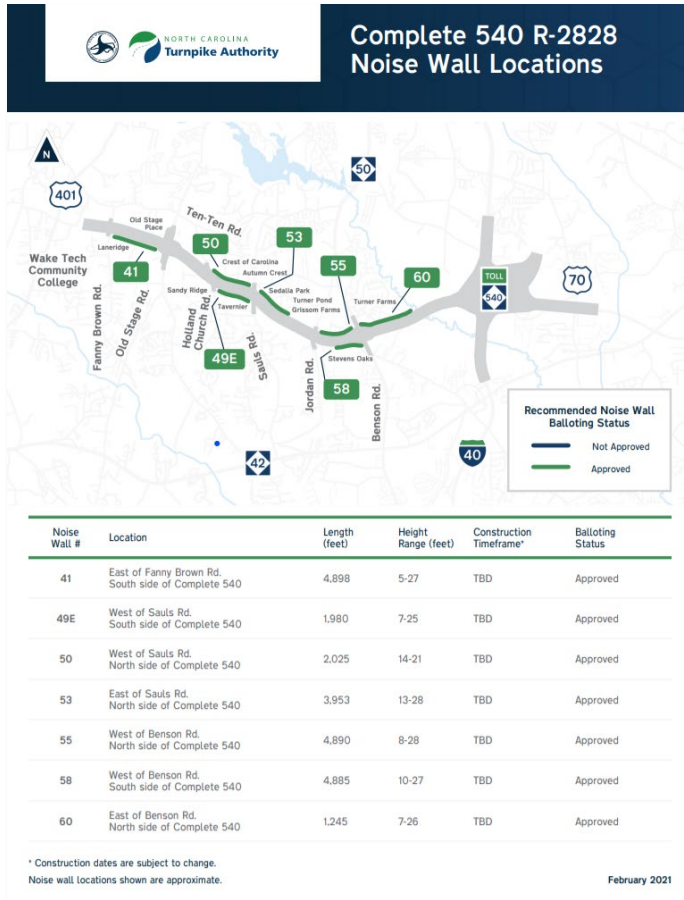 NORTH CAROLINA
Turnpike Authority
Complete 540 R-2828
Noise Wall Locations
N
401
50
Old Stage
Place
Ten-Ten Rd.
Laneridge
50
53
Crest of Carolina
Autumn Crest
55
60
TOLL
540
70
Wake Tech
Community
College
41
Sandy Ridge
Sedalia Park
Turner Pond
Grissom Farms
Turner Farms
Tavernier
Fanny Brown Rd.
Old Stage Rd.
Holland
Church Rd.
49E
Sauls Rd.
Stevens Oaks
Jordan Rd.
58
Benson Rd.
42
40
Recommended Noise Wall
Balloting Status
Not Approved
Approved
Noise
Wall #
Location
Length
(feet)
Height
Range (feet)
Construction
Timeframe*
Balloting
Status
41
East of Fanny Brown Rd.
South side of Complete 540
4,898
5-27
TBD
Approved
49E
West of Sauls Rd.
South side of Complete 540
1,980
7-25
TBD
Approved
50
West of Sauls Rd.
North side of Complete 540
2,025
14-21
TBD
Approved
53
East of Sauls Rd.
North side of Complete 540
3,953
13-28
TBD
Approved
55
West of Benson Rd.
North side of Complete 540
4,890
8-28
TBD
Approved
58
West of Benson Rd.
South side of Complete 540
4,885
10-27
TBD
Approved
60
East of Benson Rd.
North side of Complete 540
1,245
7-26
TBD
Approved
* Construction dates are subject to change.
Noise wall locations shown are approximate.
February 2021